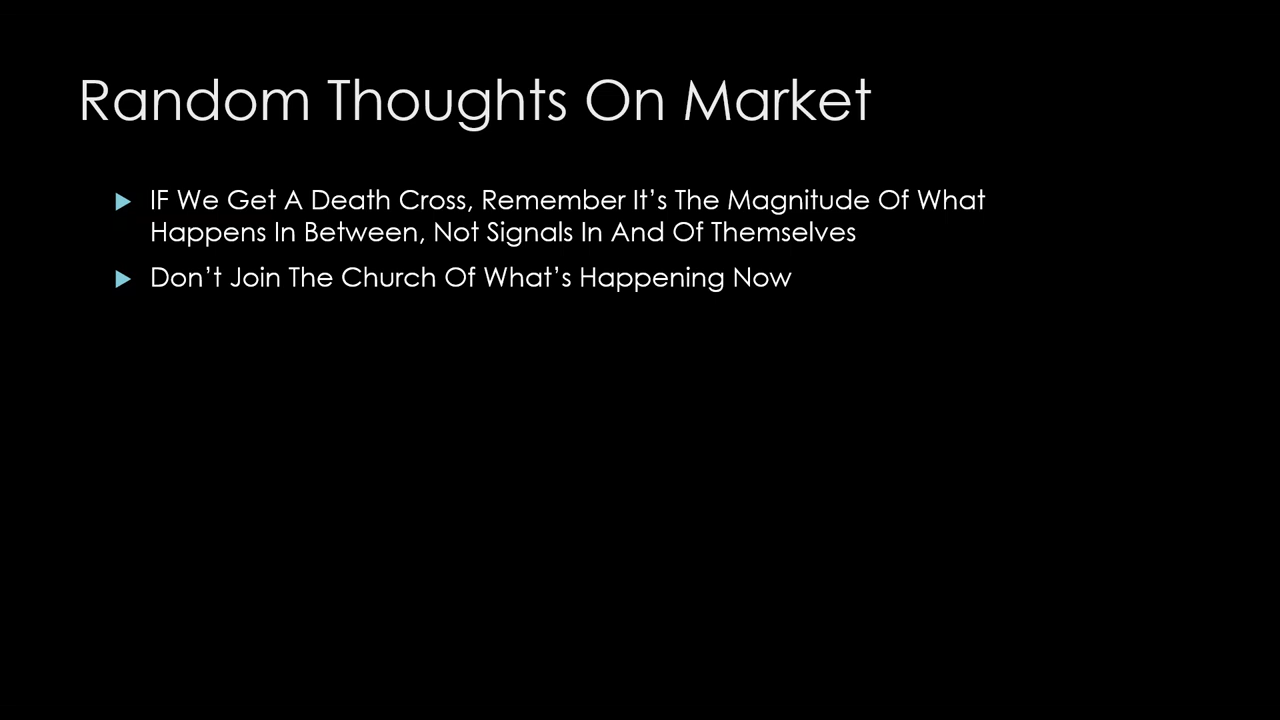 Random Thoughts On Market
IF We Get A Death Cross, Remember It’s The Magnitude Of What
Happens In Between, Not Signals In And Of Themselves
Don’t Join The Church Of What’s Happening Now